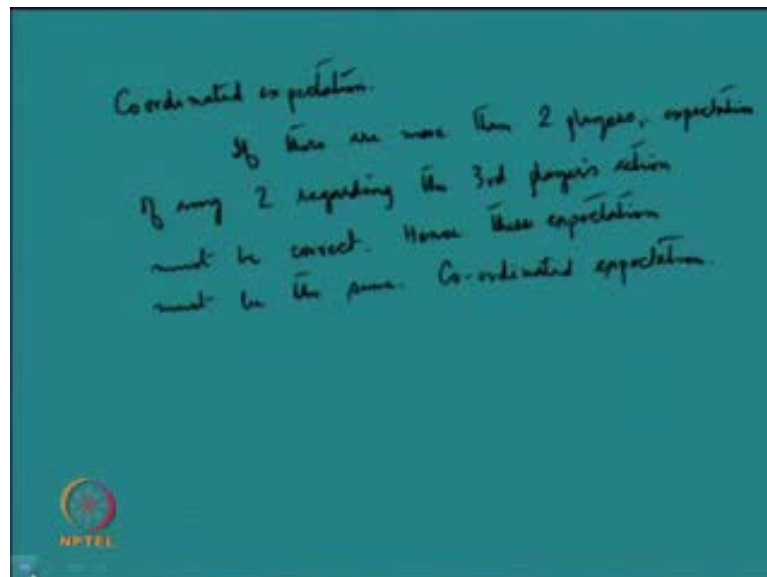 Coordinated expectation.
If there are more than 2 players, expectation
of any 2 regarding the 3rd player's action
must be correct. Hence these expectation
must be the same. Co-ordinated expectation.
NPTEL